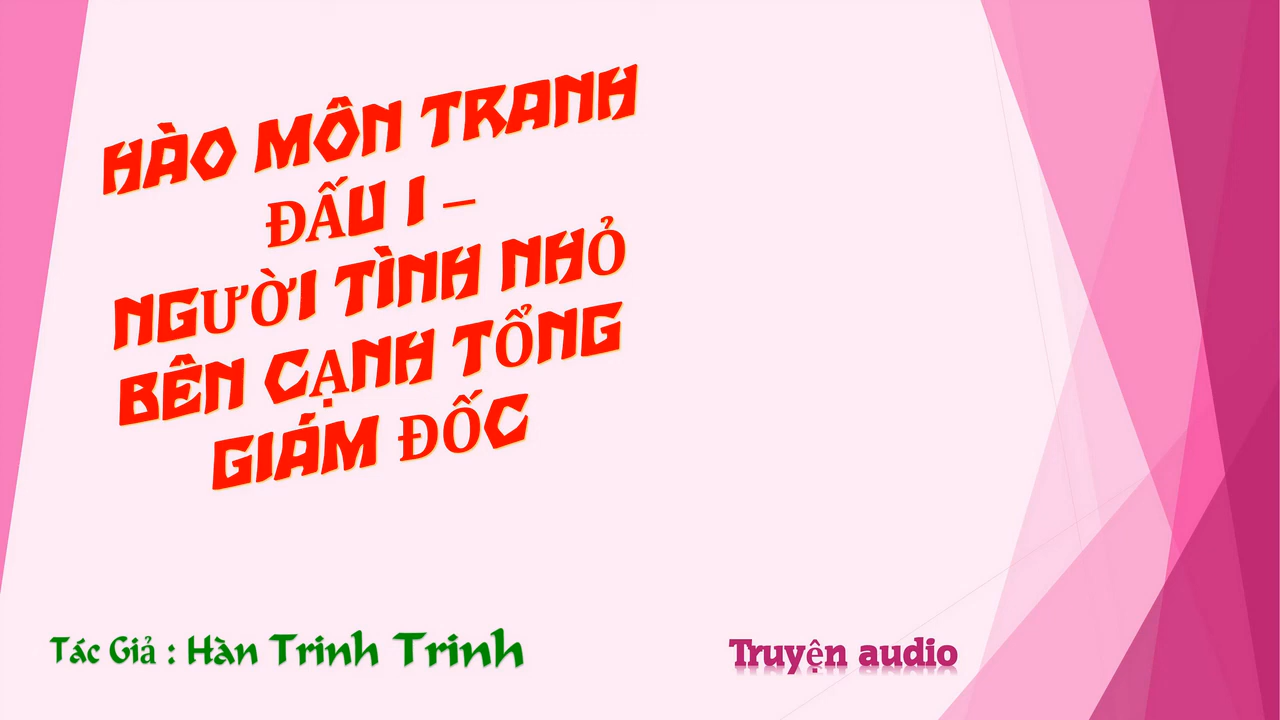 HÀO MÔN TRANH
ĐẤU I –
NGƯỜI TÌNH NHỎ
BÊN CẠNH TỔNG
GIÁM ĐỐC
Tác Giả : Hàn Trinh Trinh
Truyện audio